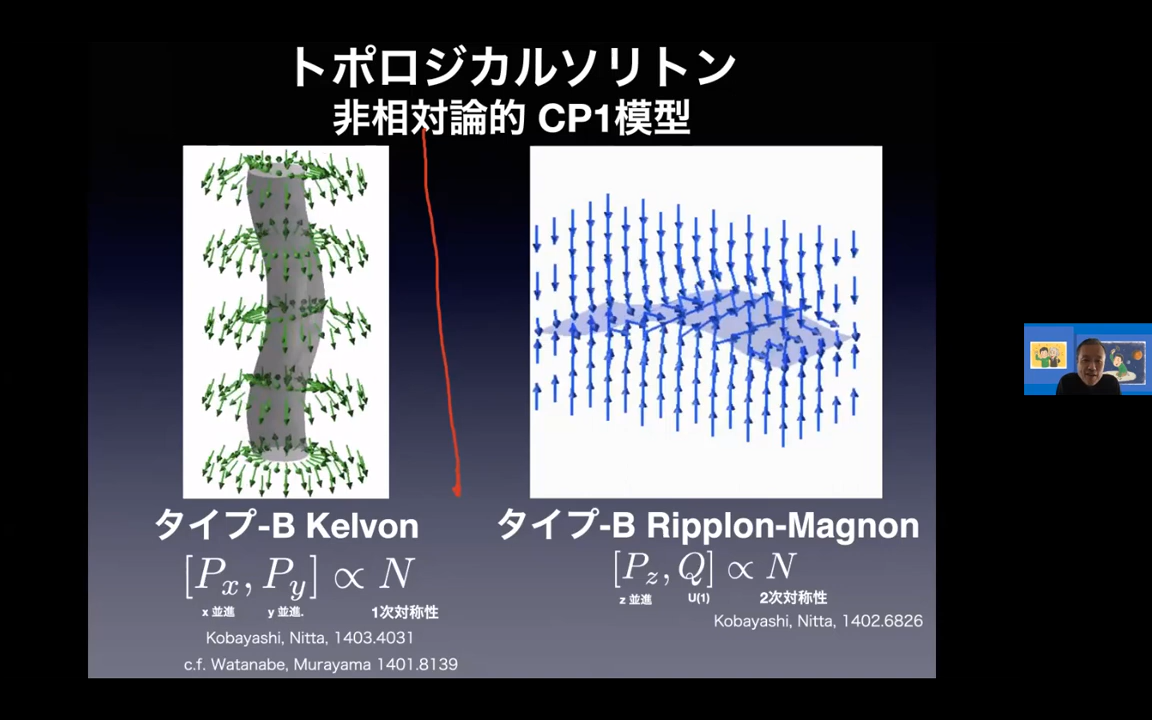 トポロジカルソリトン
非相対論的 CP1模型
タイプ-B Kelvon
[Px, Py] ∝ N
x 並進 y 並進. 1次対称性
Kobayashi, Nitta, 1403.4031
c.f. Watanabe, Murayama 1401.8139
タイプ-B Ripplon-Magnon
[Pz, Q] ∝ N
z 並進 U(1) 2次対称性
Kobayashi, Nitta, 1402.6826